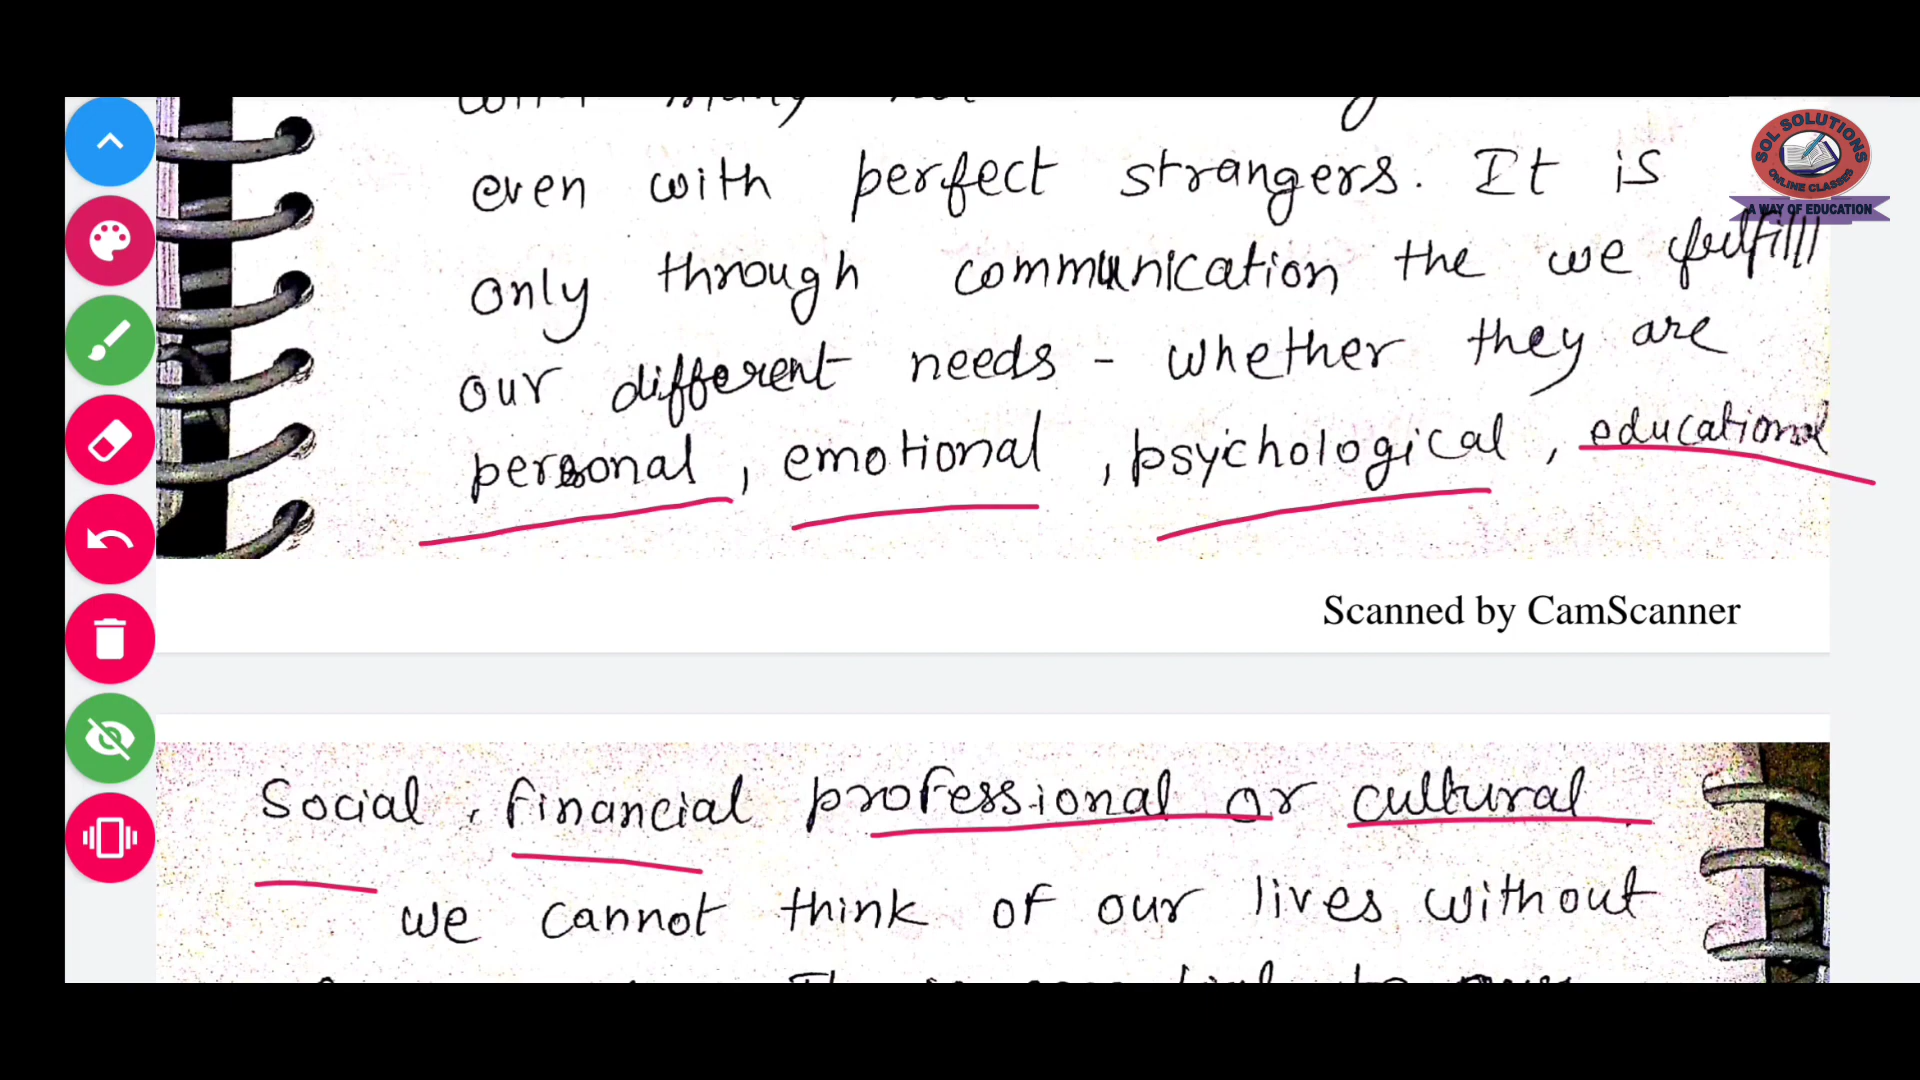 SOL SOLUTIONS
ONLINE CLASSES
A WAY OF EDUCATION
even with perfect strangers. It is
only through communication the we fulfill
our different needs - whether they are
personal, emotional, psychological, educational
Scanned by CamScanner
Social, financial professional or cultural
we cannot think of our lives without